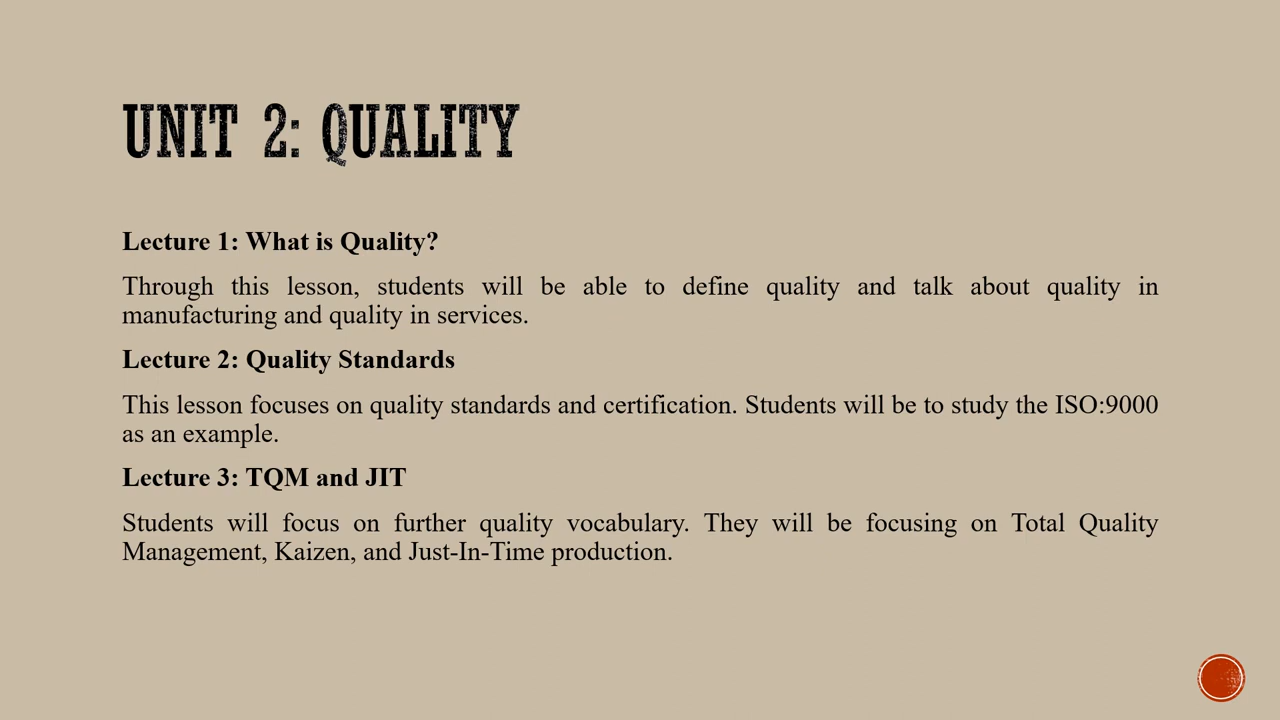 UNIT 2: QUALITY
Lecture 1: What is Quality?
Through this lesson, students will be able to define quality and talk about quality in
manufacturing and quality in services.
Lecture 2: Quality Standards
This lesson focuses on quality standards and certification. Students will be to study the ISO:9000
as an example.
Lecture 3: TQM and JIT
Students will focus on further quality vocabulary. They will be focusing on Total Quality
Management, Kaizen, and Just-In-Time production.